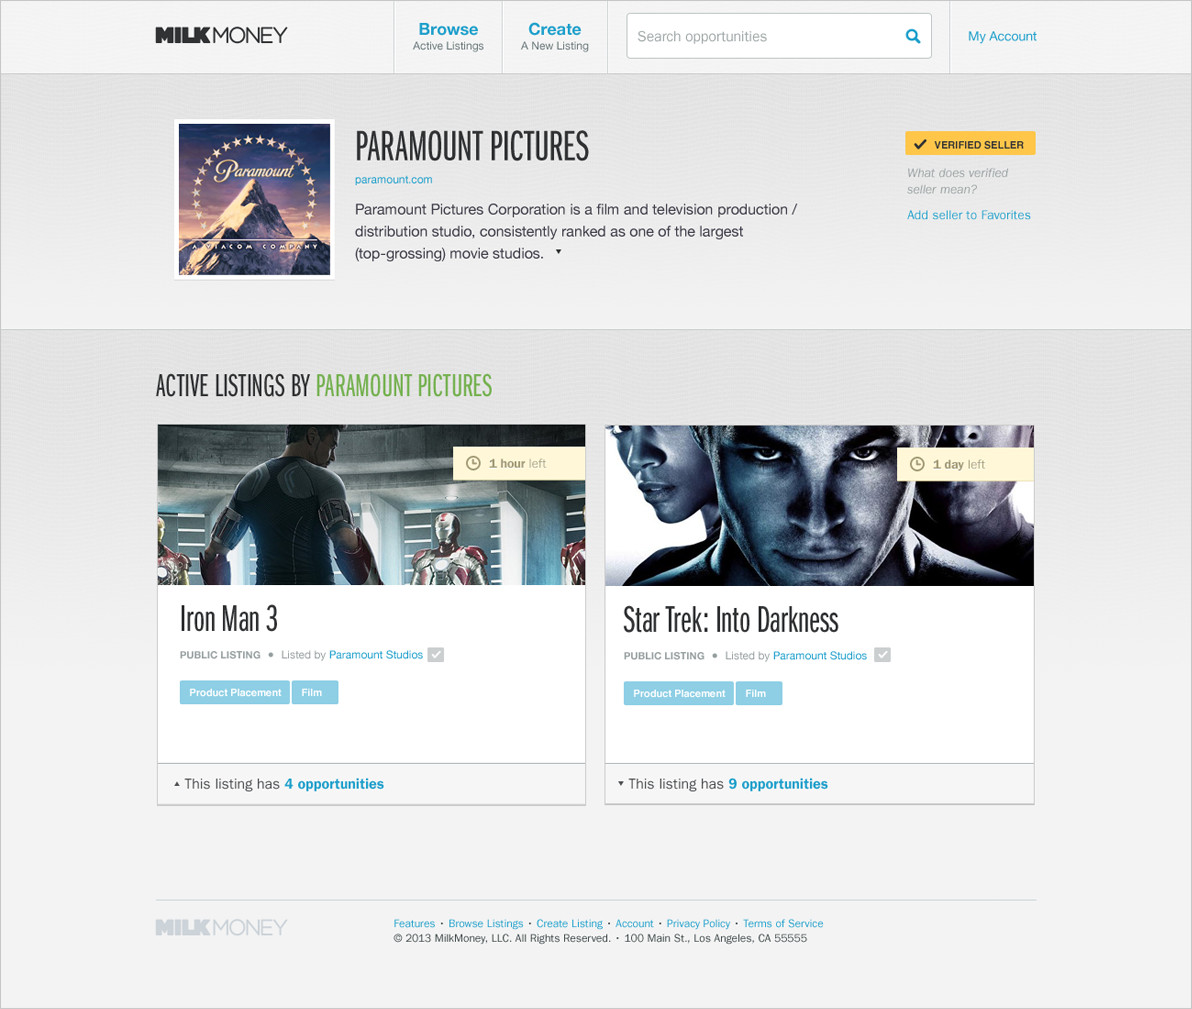 MILKMONEY
Browse
Active Listings
Create
A New Listing
Search opportunities
My Account
Paramount
A VIACOM COMPANY
PARAMOUNT PICTURES
paramount.com
Paramount Pictures Corporation is a film and television production /
distribution studio, consistently ranked as one of the largest
(top-grossing) movie studios.
VERIFIED SELLER
What does verified
seller mean?
Add seller to Favorites
ACTIVE LISTINGS BY PARAMOUNT PICTURES
1 hour left
Iron Man 3
PUBLIC LISTING • Listed by Paramount Studios
Product Placement Film
This listing has 4 opportunities
1 day left
Star Trek: Into Darkness
PUBLIC LISTING • Listed by Paramount Studios
Product Placement Film
This listing has 9 opportunities
MILKMONEY
Features • Browse Listings • Create Listing • Account • Privacy Policy • Terms of Service
© 2013 MilkMoney, LLC. All Rights Reserved. • 100 Main St., Los Angeles, CA 55555